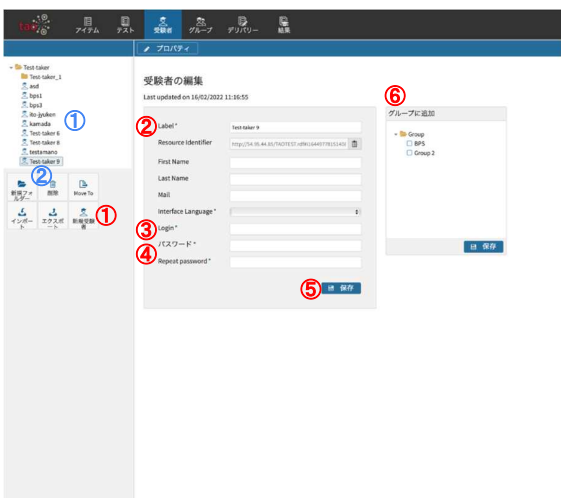 tao
アイテム
テスト
受験者
グループ
デリバリー
結果
プロパティ
Test-taker
Test-taker_1
asd
bps1
bps3
ito-jyuken
kamada
Test-taker 6
Test-taker 8
testamano
Test-taker 9
①
②
新規フォルダー
削除
Move To
インポート
エクスポート
新規受験者
①
受験者の編集
Last updated on 16/02/2022 11:16:55
② Label * Test-taker 9
Resource Identifier
First Name
Last Name
Mail
Interface Language *
③ Login *
④ パスワード *
Repeat password *
⑤ 保存
⑥
グループに追加
Group
BPS
Group 2
保存